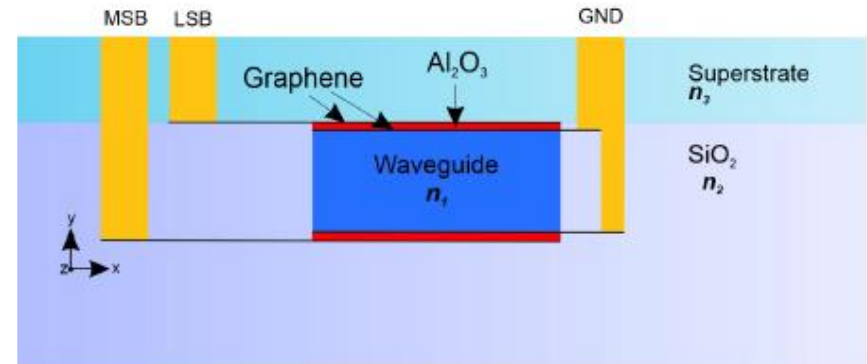 MSB LSB GND
Graphene Al₂O₃
Superstrate
n₃
Waveguide
n₁
SiO₂
n₂
y
z x